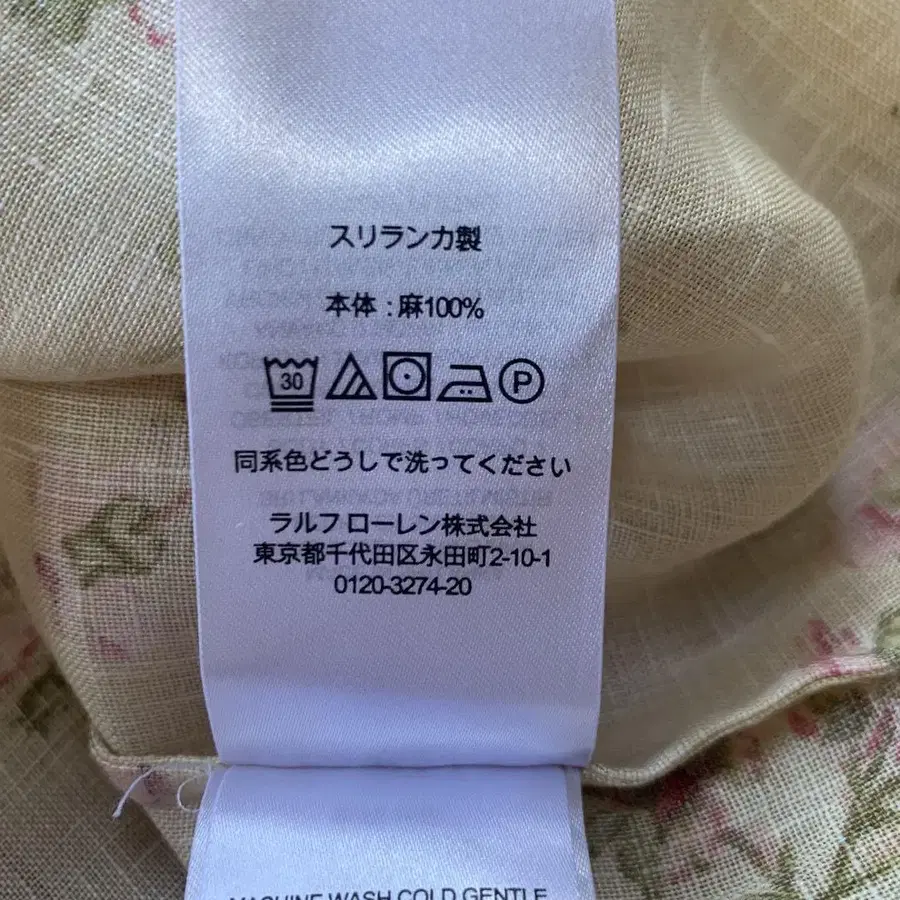 スリランカ製
本体 : 麻100%
30 P
同系色どうしで洗ってください
ラルフ ローレン株式会社
東京都千代田区永田町2-10-1
0120-3274-20
MACHINE WASH COLD GENTLE